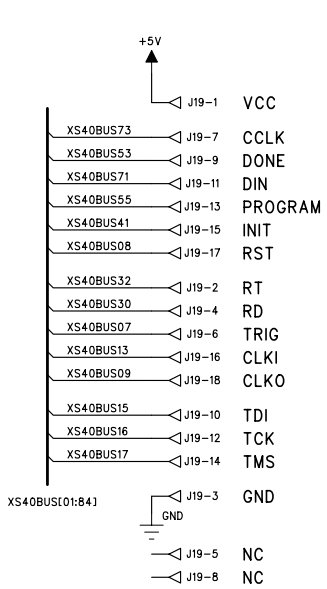 +5V
J19-1 VCC
XS40BUS73 J19-7 CCLK
XS40BUS53 J19-9 DONE
XS40BUS71 J19-11 DIN
XS40BUS55 J19-13 PROGRAM
XS40BUS41 J19-15 INIT
XS40BUS08 J19-17 RST
XS40BUS32 J19-2 RT
XS40BUS30 J19-4 RD
XS40BUS07 J19-6 TRIG
XS40BUS13 J19-16 CLKI
XS40BUS09 J19-18 CLKO
XS40BUS15 J19-10 TDI
XS40BUS16 J19-12 TCK
XS40BUS17 J19-14 TMS
XS40BUS[01:84]
J19-3 GND
GND
J19-5 NC
J19-8 NC